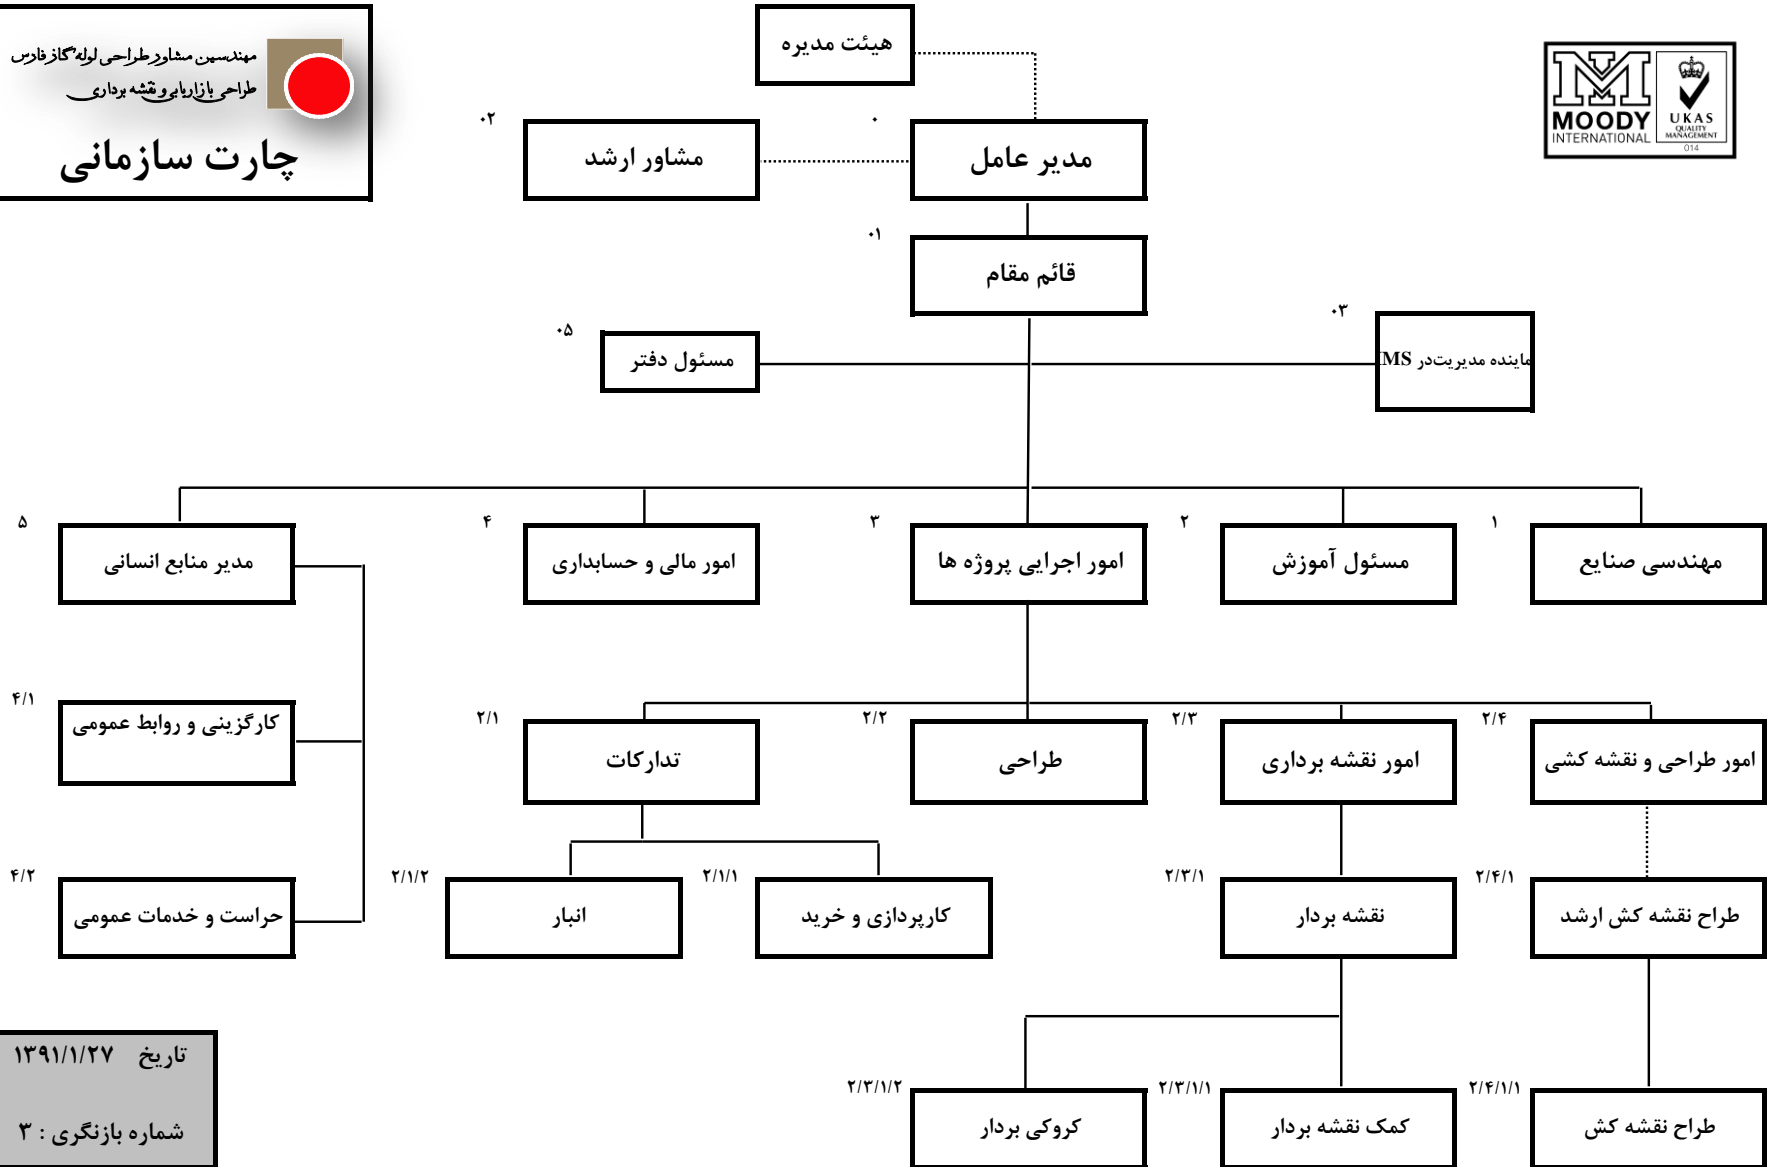 مهندسین مشاور طراحی لوله گاز فارس
طراحی بازاریابی و نقشه برداری
چارت سازمانی
هیئت مدیره
MOODY
INTERNATIONAL
UKAS
QUALITY
MANAGEMENT
014
۰
مدیر عامل
۰۲
مشاور ارشد
۰۱
قائم مقام
۰۳
ماینده مدیریت‌در MS
۰۵
مسئول دفتر
۱
مهندسی صنایع
۲
مسئول آموزش
۳
امور اجرایی پروژه ها
۴
امور مالی و حسابداری
۵
مدیر منابع انسانی
۴/۱
کارگزینی و روابط عمومی
۴/۲
حراست و خدمات عمومی
۲/۴
امور طراحی و نقشه کشی
۲/۳
امور نقشه برداری
۲/۲
طراحی
۲/۱
تدارکات
۲/۴/۱
طراح نقشه کش ارشد
۲/۳/۱
نقشه بردار
۲/۱/۱
کارپردازی و خرید
۲/۱/۲
انبار
۲/۴/۱/۱
طراح نقشه کش
۲/۳/۱/۱
کمک نقشه بردار
۲/۳/۱/۲
کروکی بردار
تاریخ ۱۳۹۱/۱/۲۷
شماره بازنگری : ۳